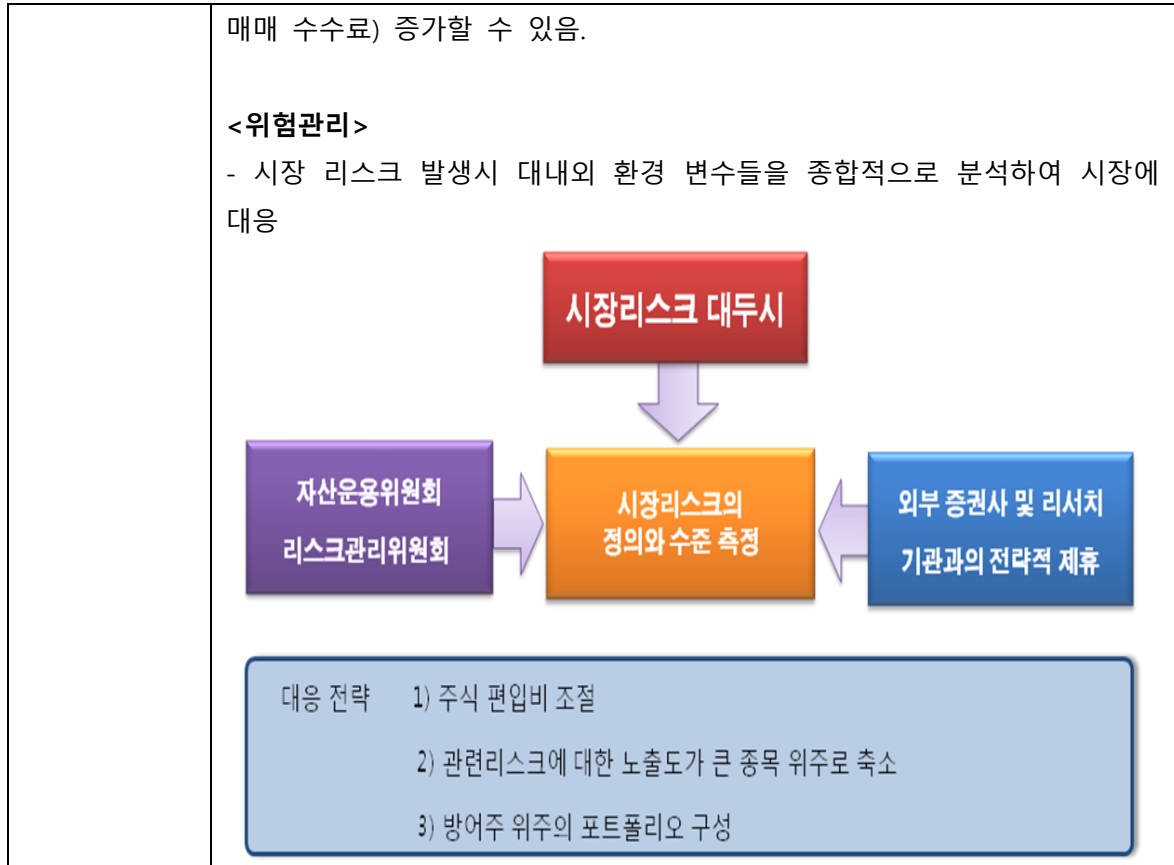 매매 수수료) 증가할 수 있음.
<위험관리>
- 시장 리스크 발생시 대내외 환경 변수들을 종합적으로 분석하여 시장에
대응
시장리스크 대두시
자산운용위원회
리스크관리위원회
시장리스크의
정의와 수준 측정
외부 증권사 및 리서치
기관과의 전략적 제휴
대응 전략 1) 주식 편입비 조절
2) 관련리스크에 대한 노출도가 큰 종목 위주로 축소
3) 방어주 위주의 포트폴리오 구성